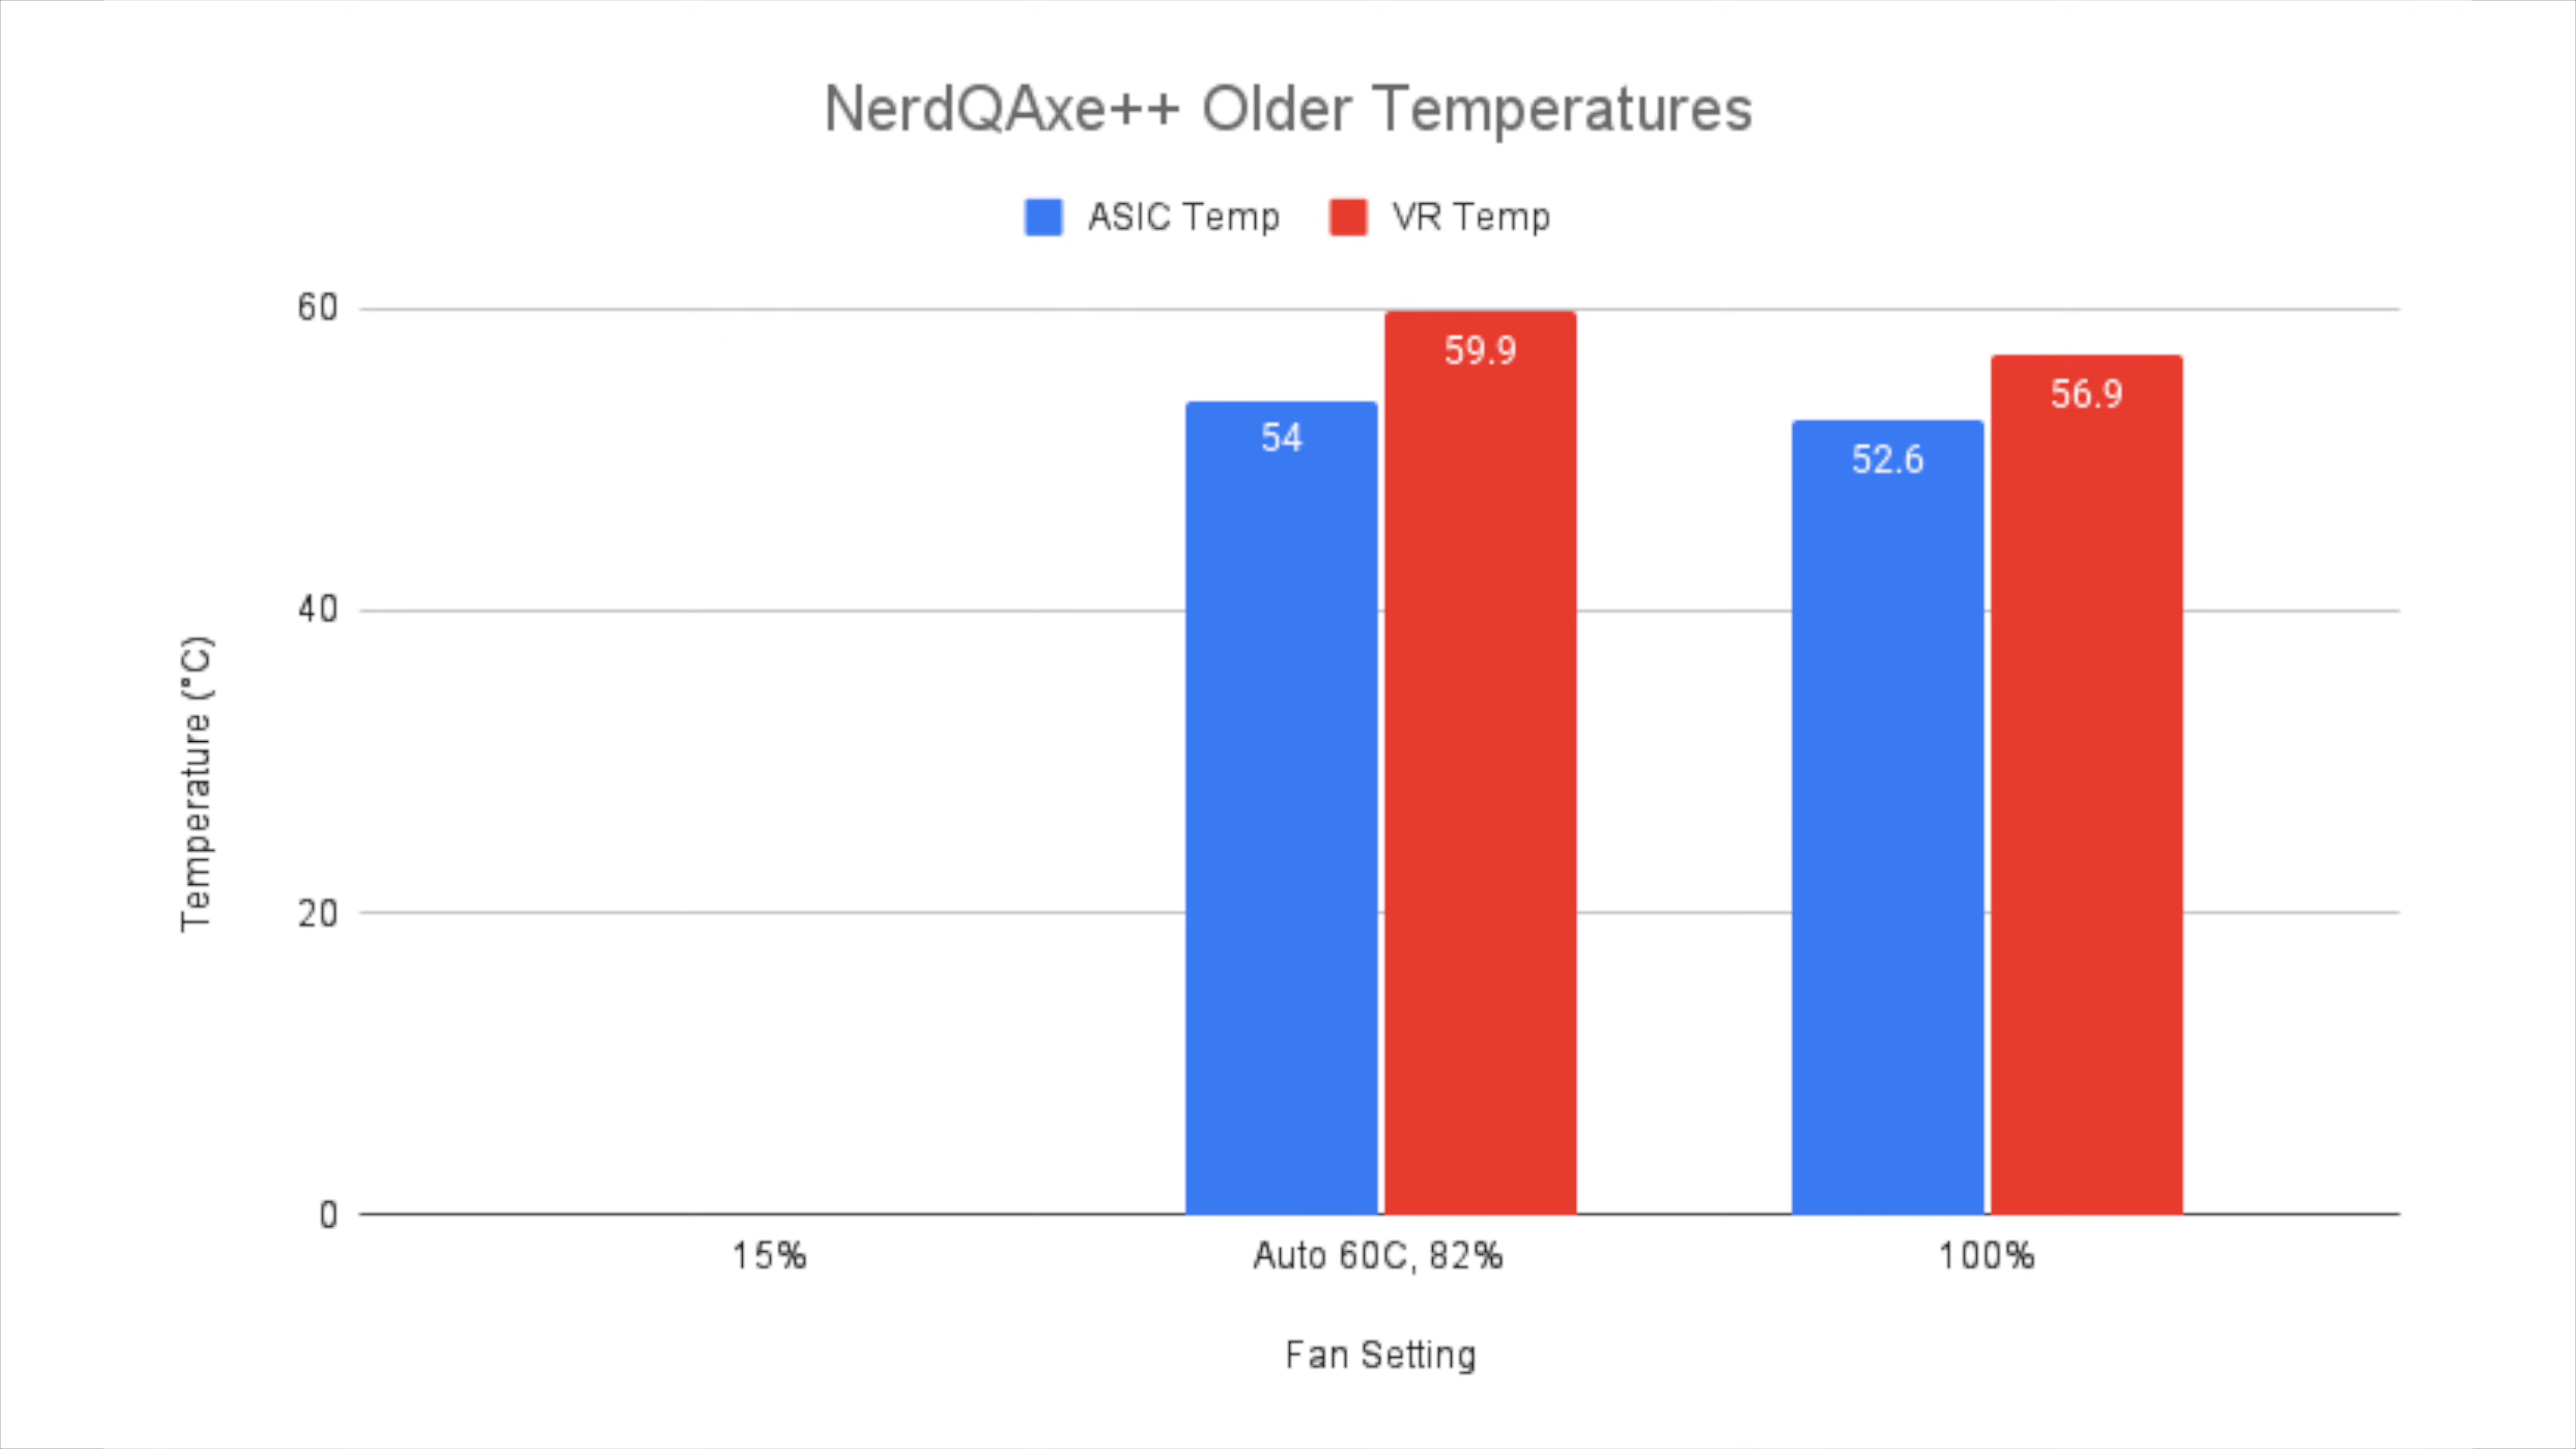 NerdQAxe++ Older Temperatures
ASIC Temp
VR Temp
60
40
20
0
Temperature (°C)
54
59.9
52.6
56.9
15%
Auto 60C, 82%
100%
Fan Setting